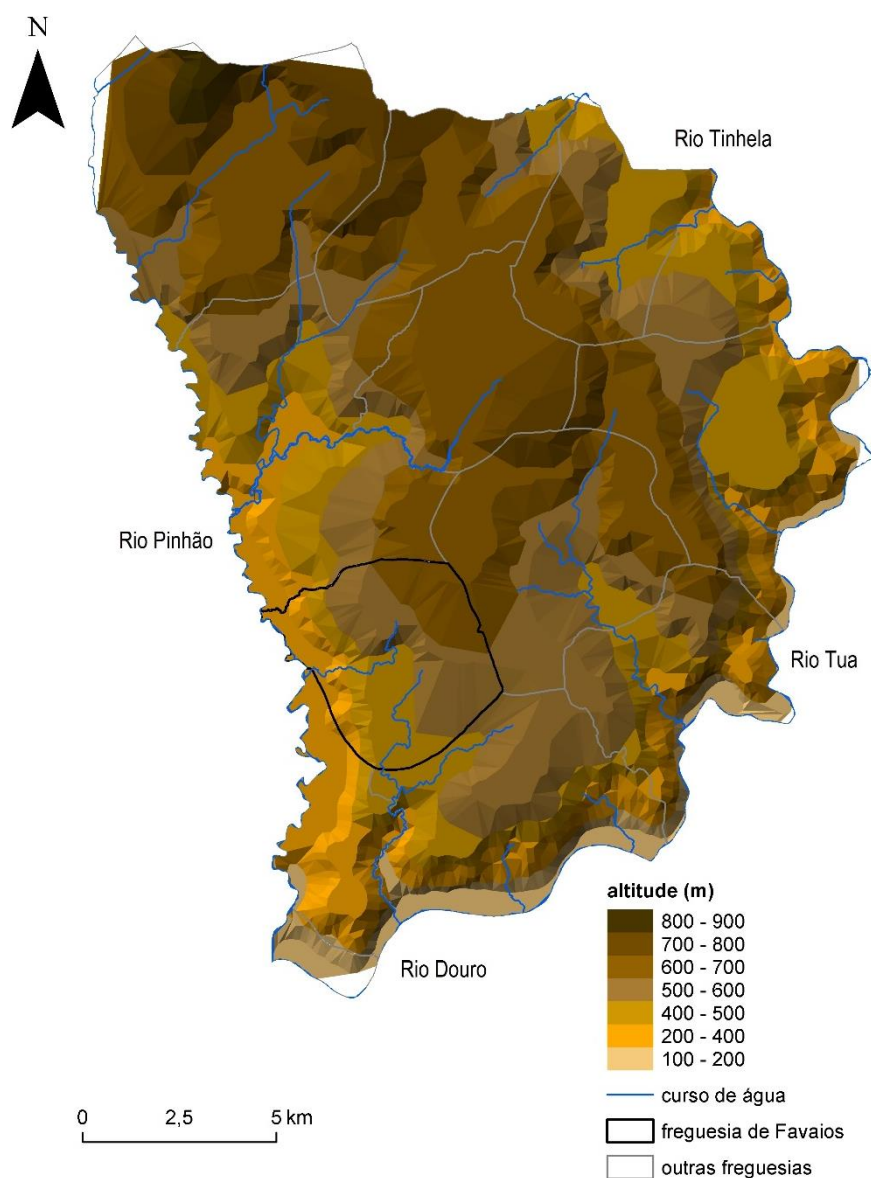 N
Rio Tinhela
Rio Pinhão
Rio Tua
Rio Douro
altitude (m)
800 - 900
700 - 800
600 - 700
500 - 600
400 - 500
200 - 400
100 - 200
curso de água
freguesia de Favaios
outras freguesias
0 2,5 5 km